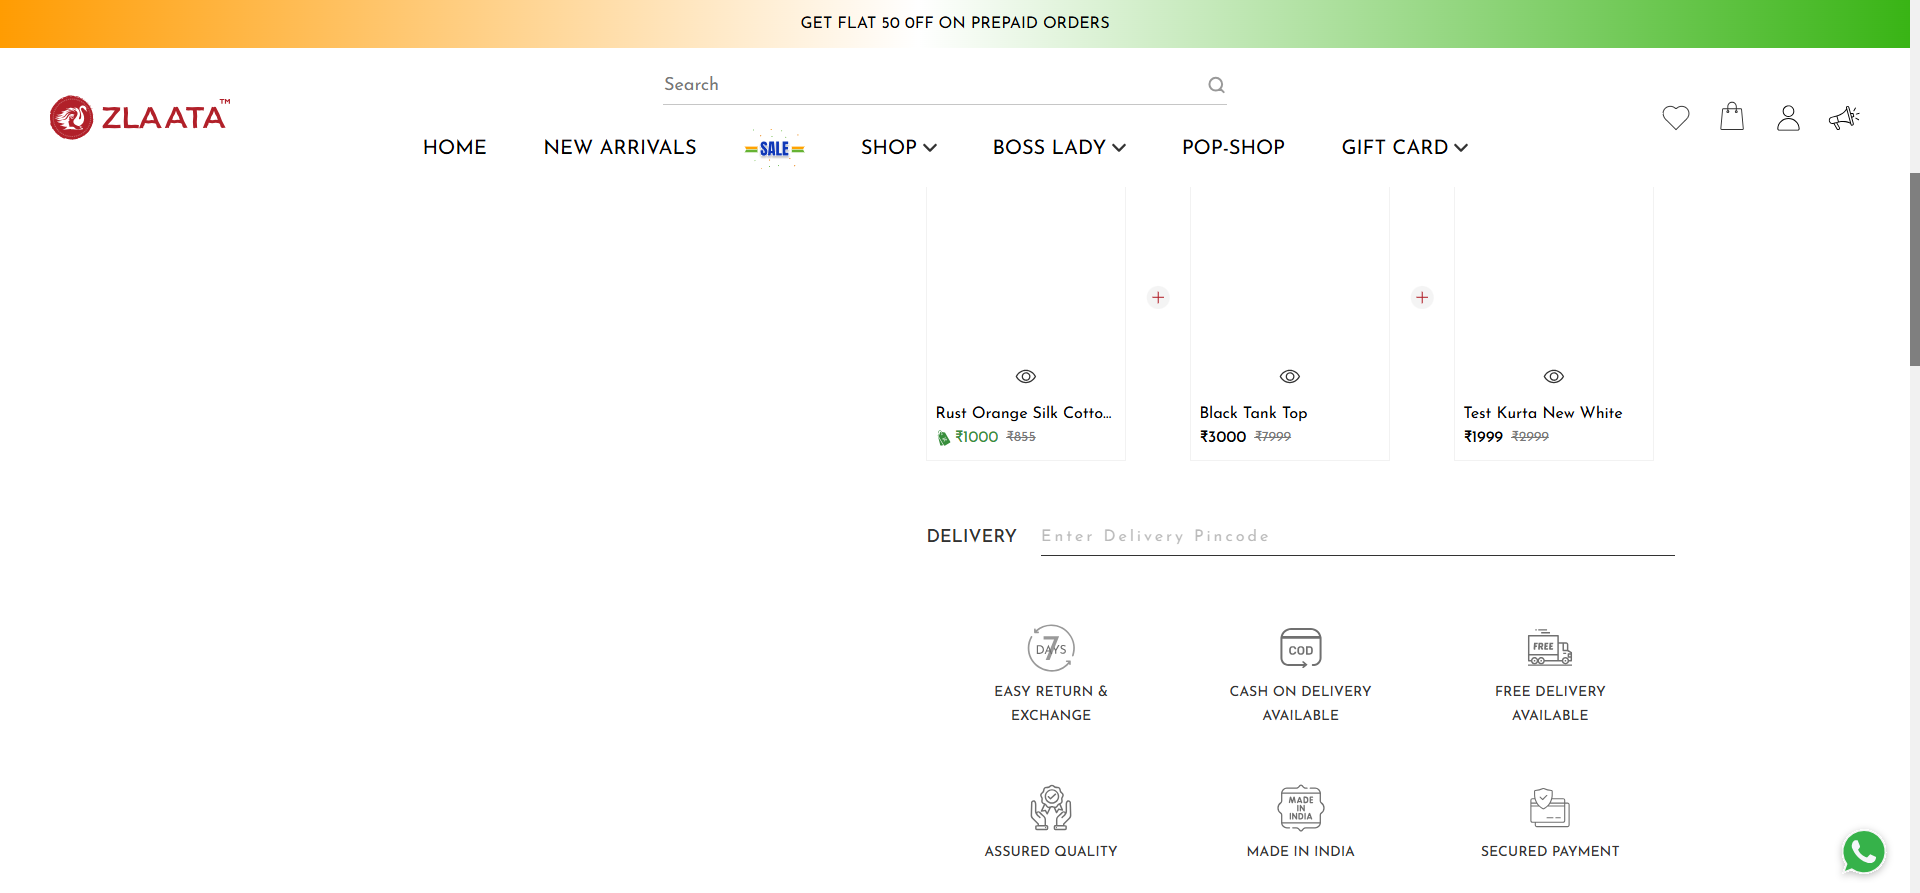 GET FLAT 50 OFF ON PREPAID ORDERS
Search
ZLAATA™
HOME NEW ARRIVALS SALE SHOP BOSS LADY POP-SHOP GIFT CARD
Rust Orange Silk Cotto... Black Tank Top Test Kurta New White
₹1000 ₹855 ₹3000 ₹7999 ₹1999 ₹2999
DELIVERY Enter Delivery Pincode
7 DAYS COD FREE
EASY RETURN & CASH ON DELIVERY FREE DELIVERY
EXCHANGE AVAILABLE AVAILABLE
MADE
IN
INDIA
ASSURED QUALITY MADE IN INDIA SECURED PAYMENT